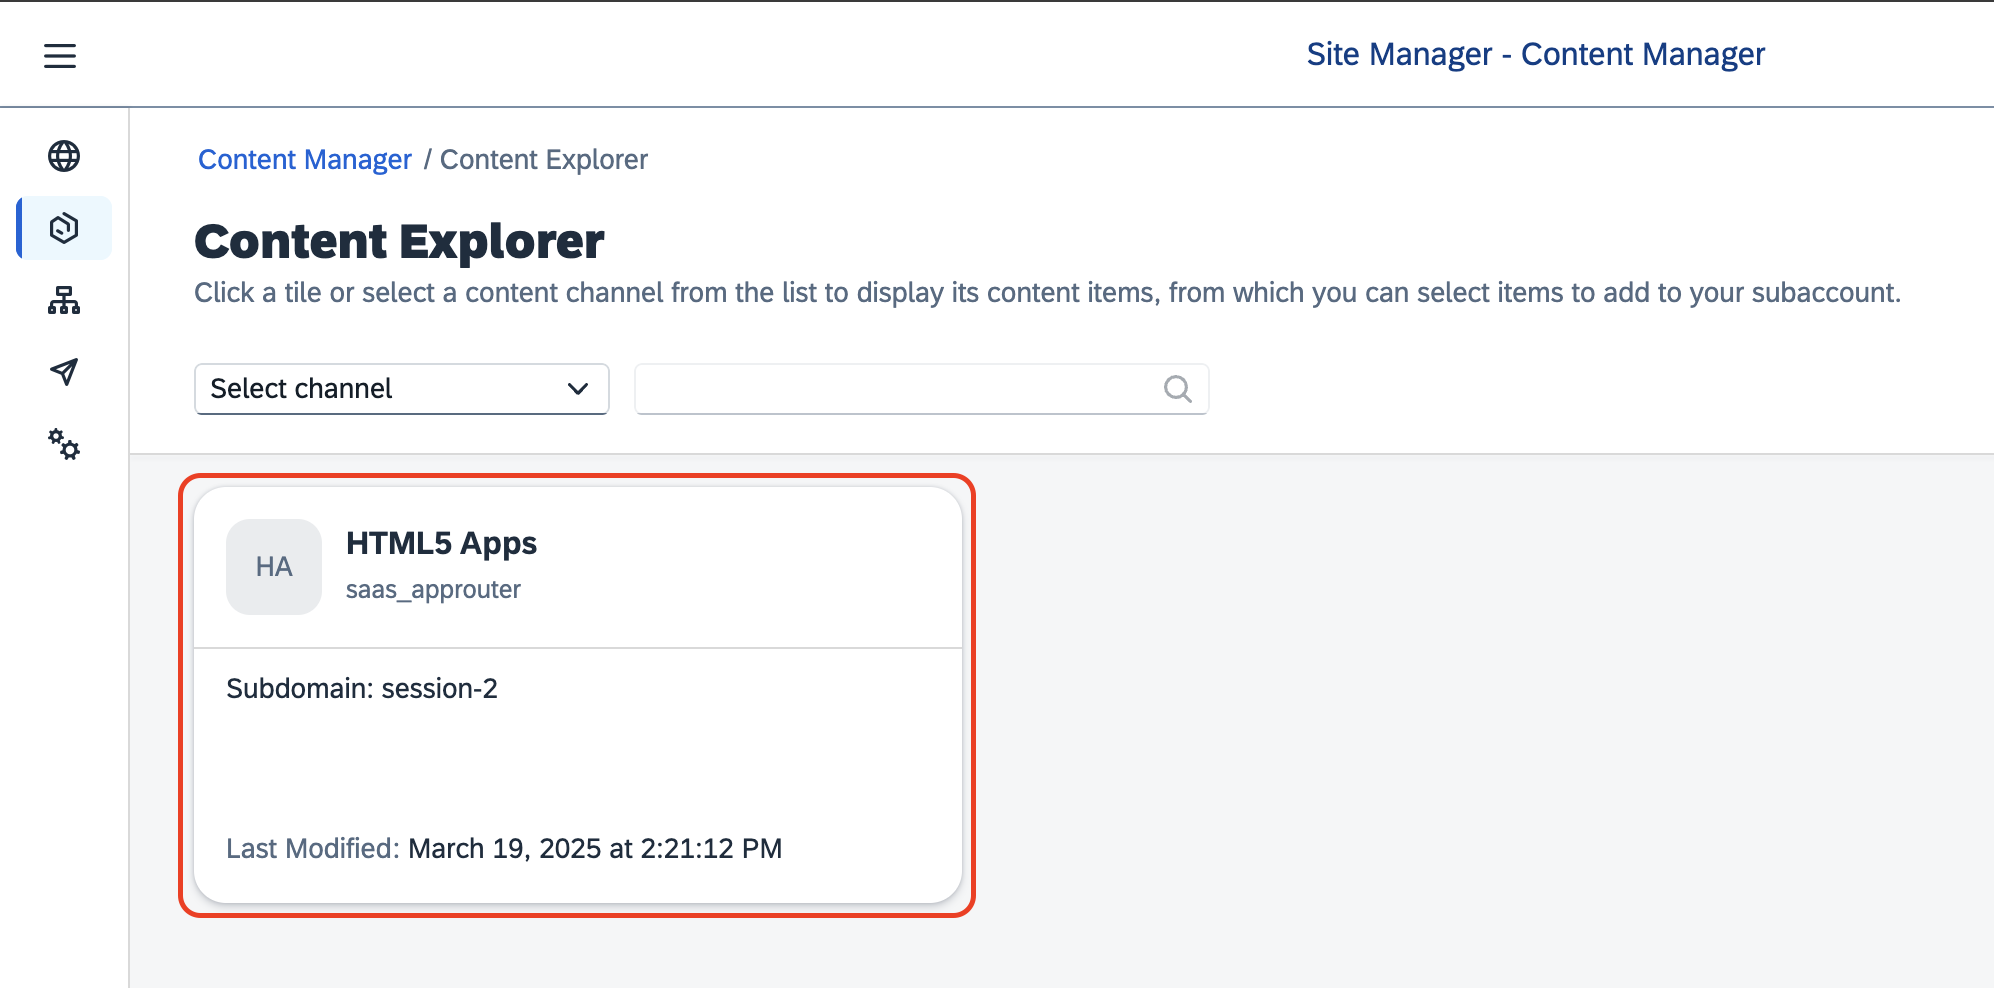 Site Manager - Content Manager
Content Manager / Content Explorer
Content Explorer
Click a tile or select a content channel from the list to display its content items, from which you can select items to add to your subaccount.
Select channel
HA
HTML5 Apps
saas_approuter
Subdomain: session-2
Last Modified: March 19, 2025 at 2:21:12 PM